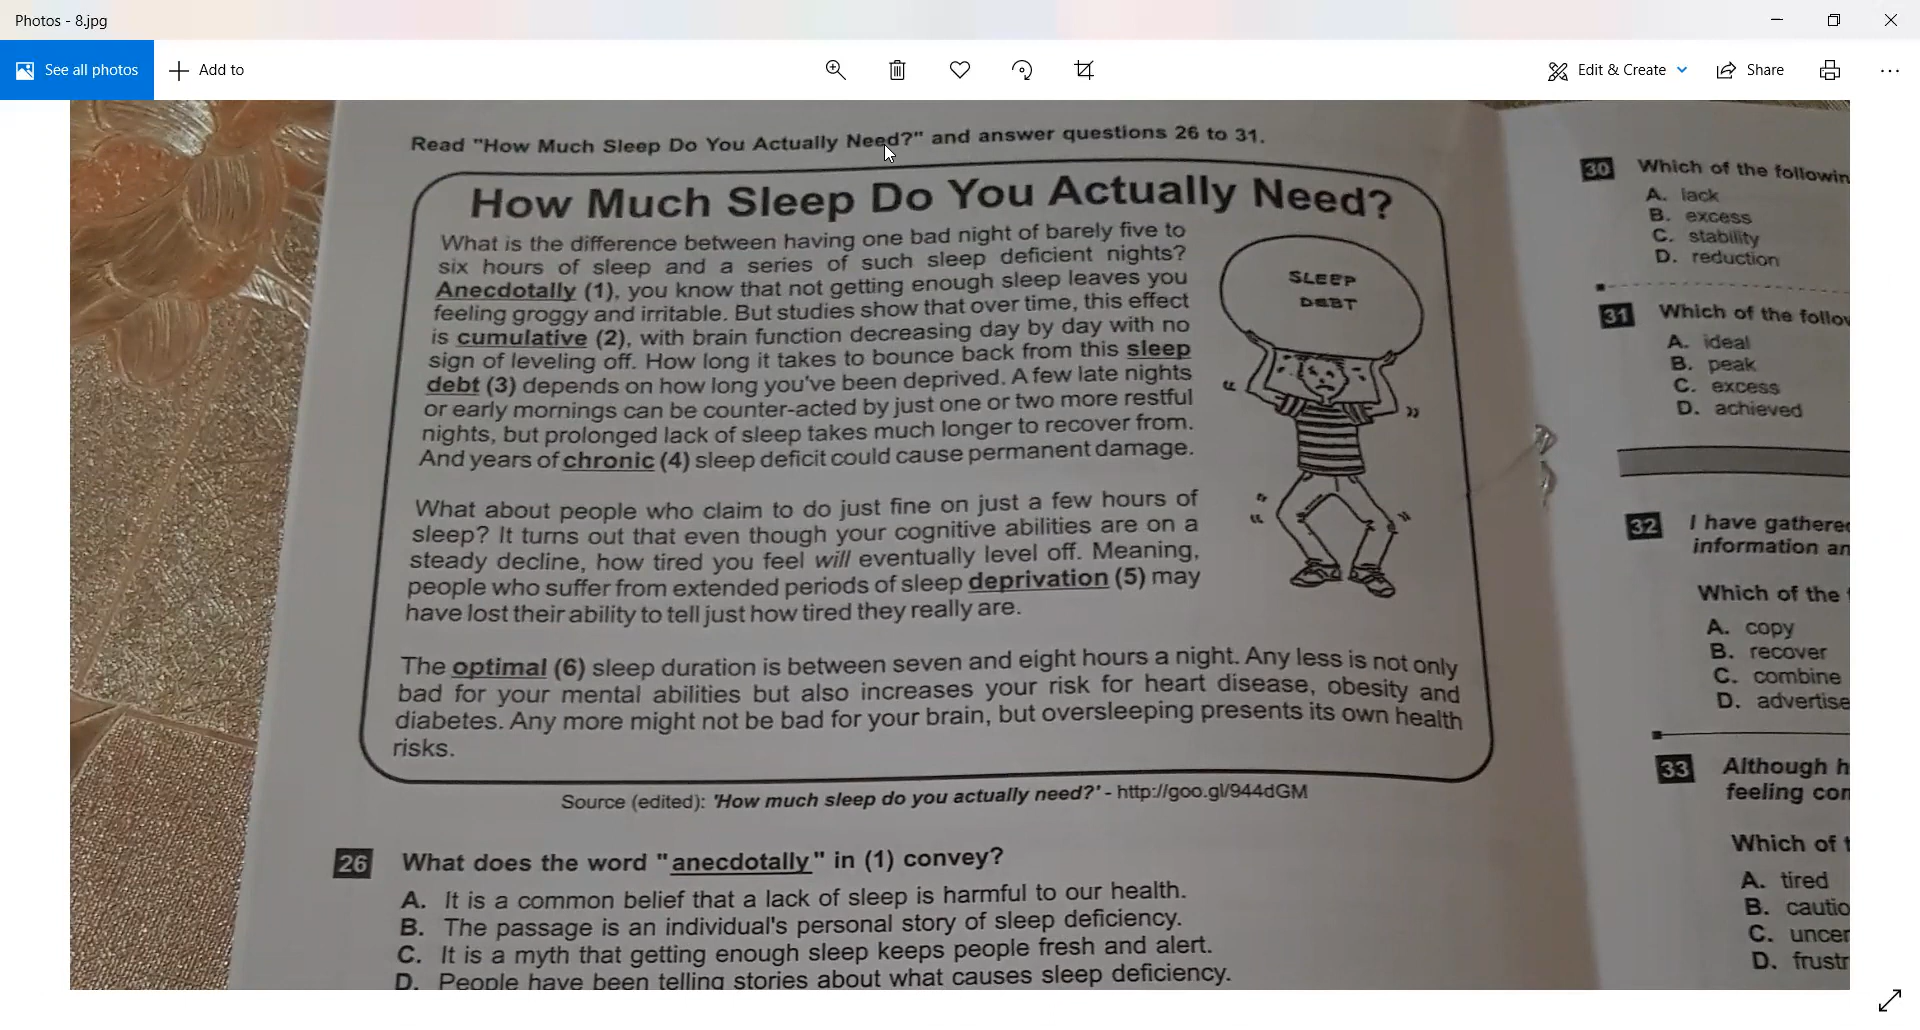 Photos - 8.jpg
See all photos
Add to
Edit & Create
Share
Read "How Much Sleep Do You Actually Need?" and answer questions 26 to 31.
How Much Sleep Do You Actually Need?
What is the difference between having one bad night of barely five to
six hours of sleep and a series of such sleep deficient nights?
Anecdotally (1), you know that not getting enough sleep leaves you
feeling groggy and irritable. But studies show that over time, this effect
is cumulative (2), with brain function decreasing day by day with no
sign of leveling off. How long it takes to bounce back from this sleep
debt (3) depends on how long you've been deprived. A few late nights
or early mornings can be counter-acted by just one or two more restful
nights, but prolonged lack of sleep takes much longer to recover from.
And years of chronic (4) sleep deficit could cause permanent damage.
SLEEP
DEBT
What about people who claim to do just fine on just a few hours of
sleep? It turns out that even though your cognitive abilities are on a
steady decline, how tired you feel will eventually level off. Meaning,
people who suffer from extended periods of sleep deprivation (5) may
have lost their ability to tell just how tired they really are.
The optimal (6) sleep duration is between seven and eight hours a night. Any less is not only
bad for your mental abilities but also increases your risk for heart disease, obesity and
diabetes. Any more might not be bad for your brain, but oversleeping presents its own health
risks.
Source (edited): 'How much sleep do you actually need?' - http://goo.gl/944dGM
26 What does the word "anecdotally" in (1) convey?
A. It is a common belief that a lack of sleep is harmful to our health.
B. The passage is an individual's personal story of sleep deficiency.
C. It is a myth that getting enough sleep keeps people fresh and alert.
D. People have been telling stories about what causes sleep deficiency.
30 Which of the followin
A. lack
B. excess
C. stability
D. reduction
31 Which of the follov
A. ideal
B. peak
C. excess
D. achieved
32 I have gathered
information an
Which of the
A. copy
B. recover
C. combine
D. advertise
33 Although h
feeling con
Which of t
A. tired
B. cautio
C. uncer
D. frustr